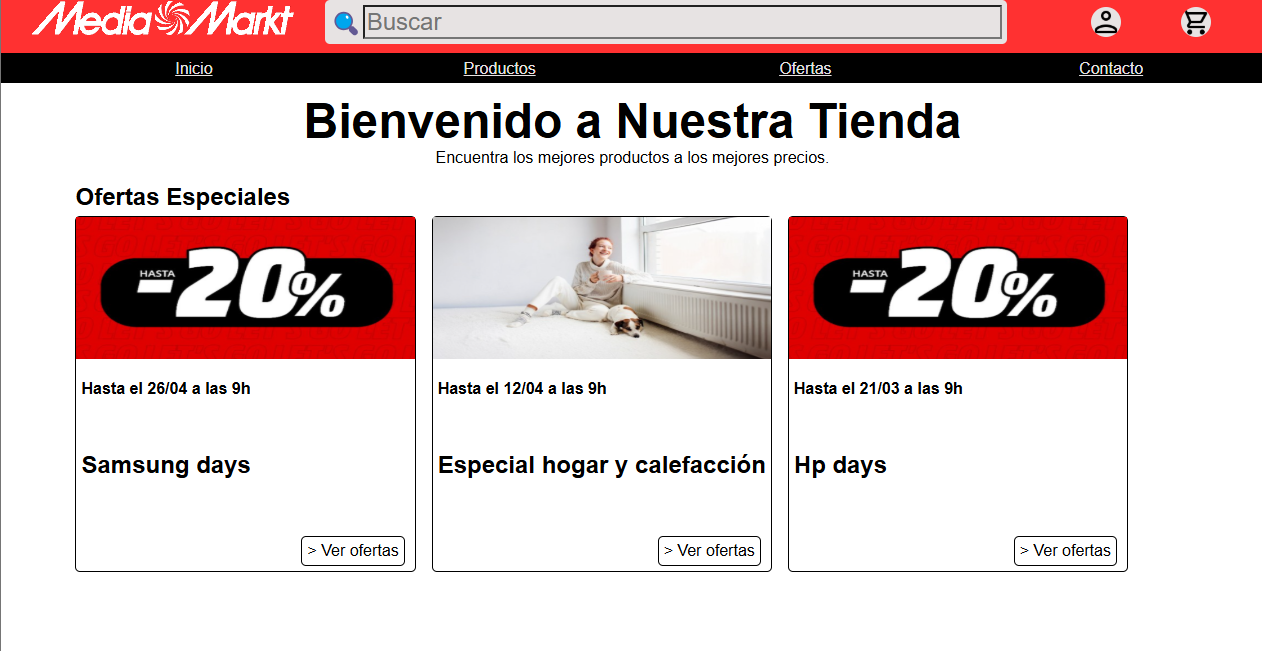 Media Markt
Buscar
Inicio Productos Ofertas Contacto
Bienvenido a Nuestra Tienda
Encuentra los mejores productos a los mejores precios.
Ofertas Especiales
HASTA
-20%
Hasta el 26/04 a las 9h
Samsung days
> Ver ofertas
Hasta el 12/04 a las 9h
Especial hogar y calefacción
> Ver ofertas
HASTA
-20%
Hasta el 21/03 a las 9h
Hp days
> Ver ofertas